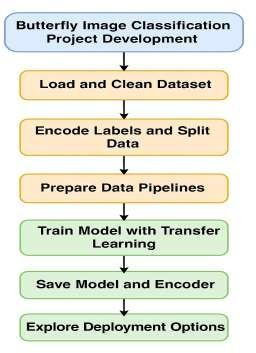 Butterfly Image Classification
Project Development
Load and Clean Dataset
Encode Labels and Split
Data
Prepare Data Pipelines
Train Model with Transfer
Learning
Save Model and Encoder
Explore Deployment Options